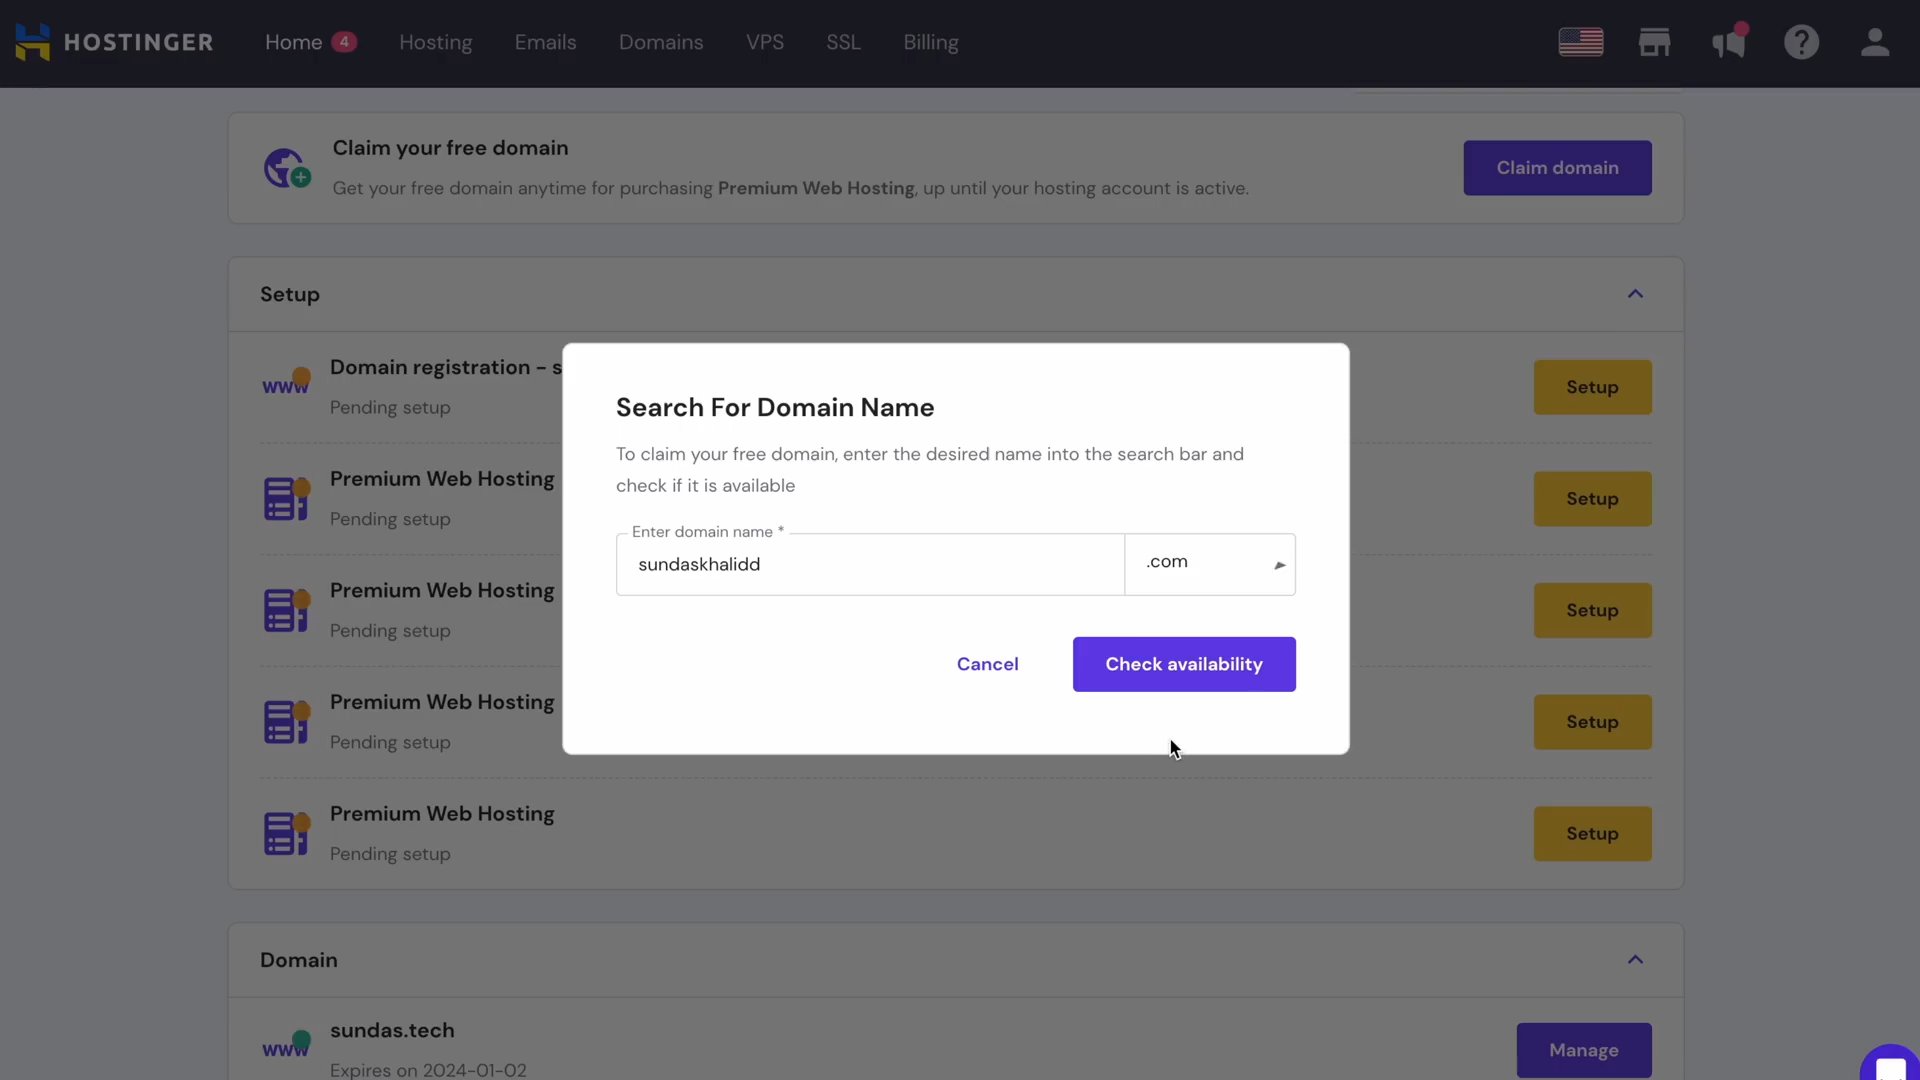 HOSTINGER
Home 4 Hosting Emails Domains VPS SSL Billing
Claim your free domain
Get your free domain anytime for purchasing Premium Web Hosting, up until your hosting account is active.
Claim domain
Setup
Domain registration - s
Pending setup
Setup
Premium Web Hosting
Pending setup
Setup
Premium Web Hosting
Pending setup
Setup
Premium Web Hosting
Pending setup
Setup
Premium Web Hosting
Pending setup
Setup
Search For Domain Name
To claim your free domain, enter the desired name into the search bar and
check if it is available
Enter domain name *
sundaskhalidd .com
Cancel Check availability
Domain
www sundas.tech
Expires on 2024-01-02
Manage